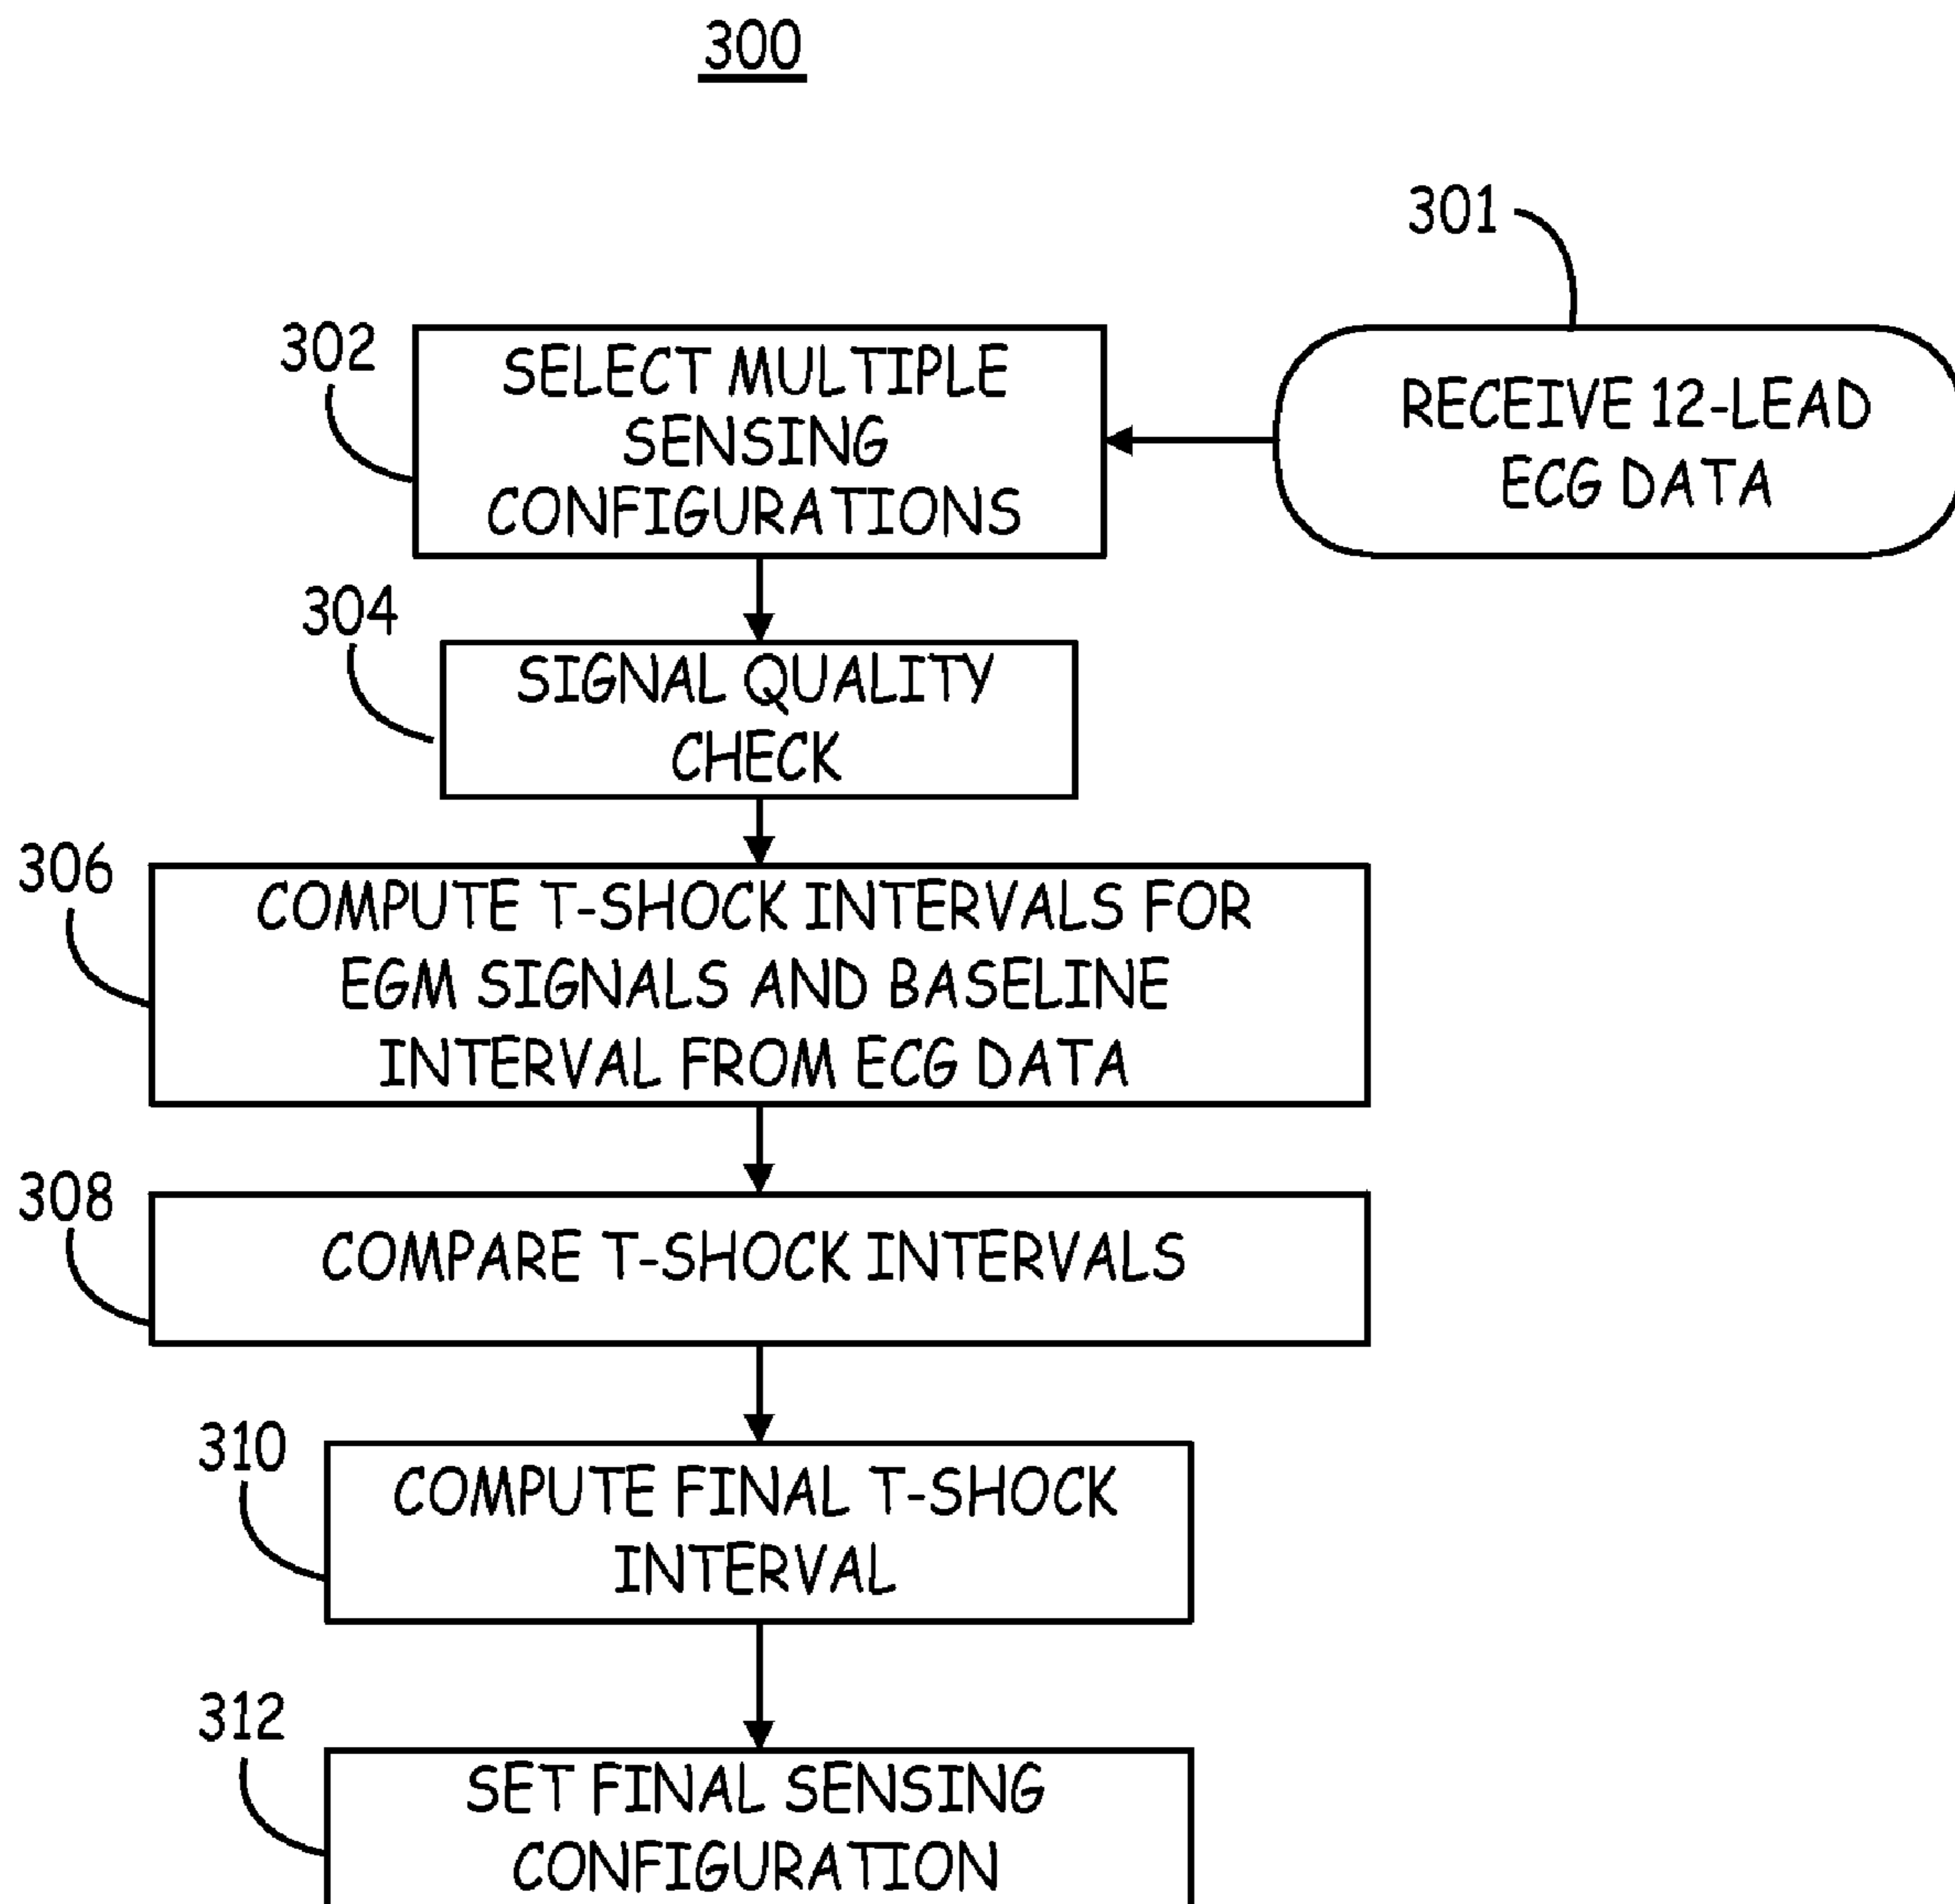 300
301
RECEIVE 12-LEAD
ECG DATA
302
SELECT MULTIPLE
SENSING
CONFIGURATIONS
304
SIGNAL QUALITY
CHECK
306
COMPUTE T-SHOCK INTERVALS FOR
EGM SIGNALS AND BASELINE
INTERVAL FROM ECG DATA
308
COMPARE T-SHOCK INTERVALS
310
COMPUTE FINAL T-SHOCK
INTERVAL
312
SET FINAL SENSING
CONFIGURATION